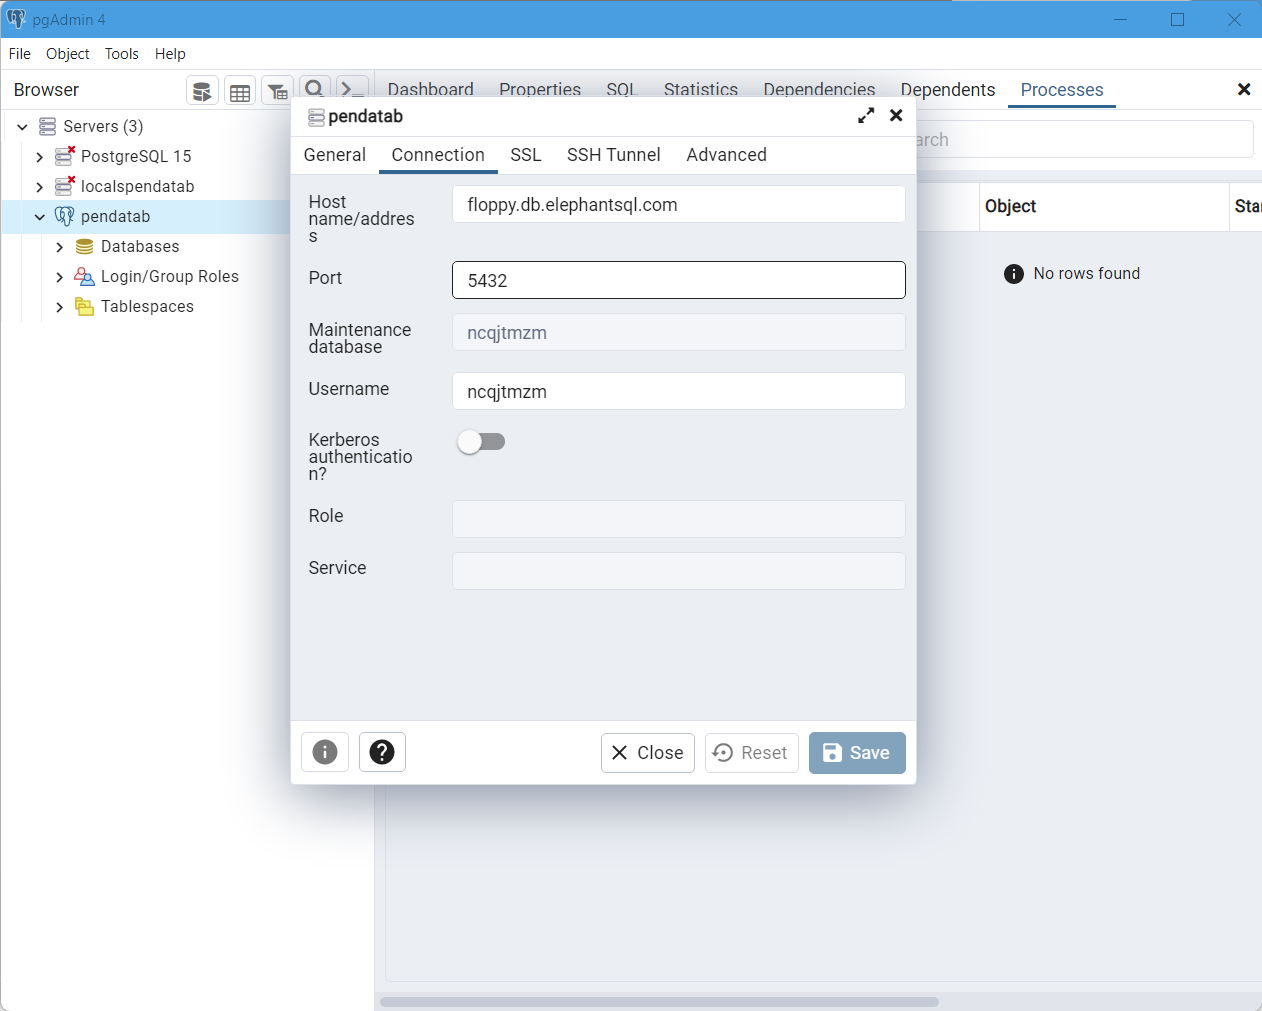 pgAdmin 4
File Object Tools Help
Browser
Dashboard Properties SQL Statistics Dependencies Dependents Processes
Servers (3)
PostgreSQL 15
localspendatab
pendatab
Databases
Login/Group Roles
Tablespaces
pendatab
General Connection SSL SSH Tunnel Advanced
Host
name/addres
s
floppy.db.elephantsql.com
Port
5432
Maintenance
database
ncqjtmzm
Username
ncqjtmzm
Kerberos
authenticatio
n?
Role
Service
Close Reset Save
arch
Object
Sta
No rows found